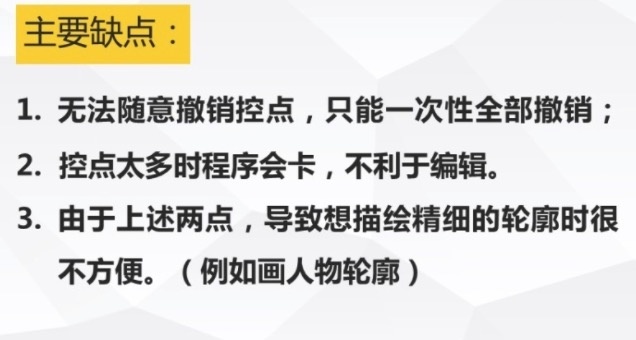 主要缺点：
1. 无法随意撤销控点，只能一次性全部撤销；
2. 控点太多时程序会卡，不利于编辑。
3. 由于上述两点，导致想描绘精细的轮廓时很
不方便。（例如画人物轮廓）